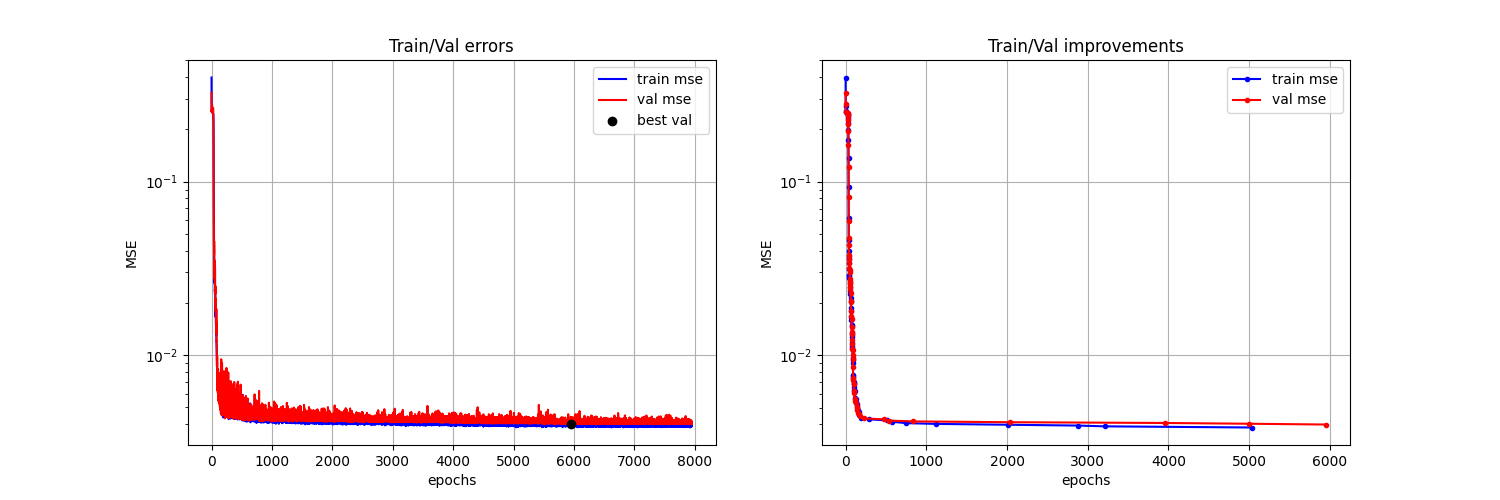 Train/Val errors
train mse
val mse
best val
10⁻¹
10⁻²
MSE
0 1000 2000 3000 4000 5000 6000 7000 8000
epochs
Train/Val improvements
train mse
val mse
10⁻¹
10⁻²
MSE
0 1000 2000 3000 4000 5000 6000
epochs